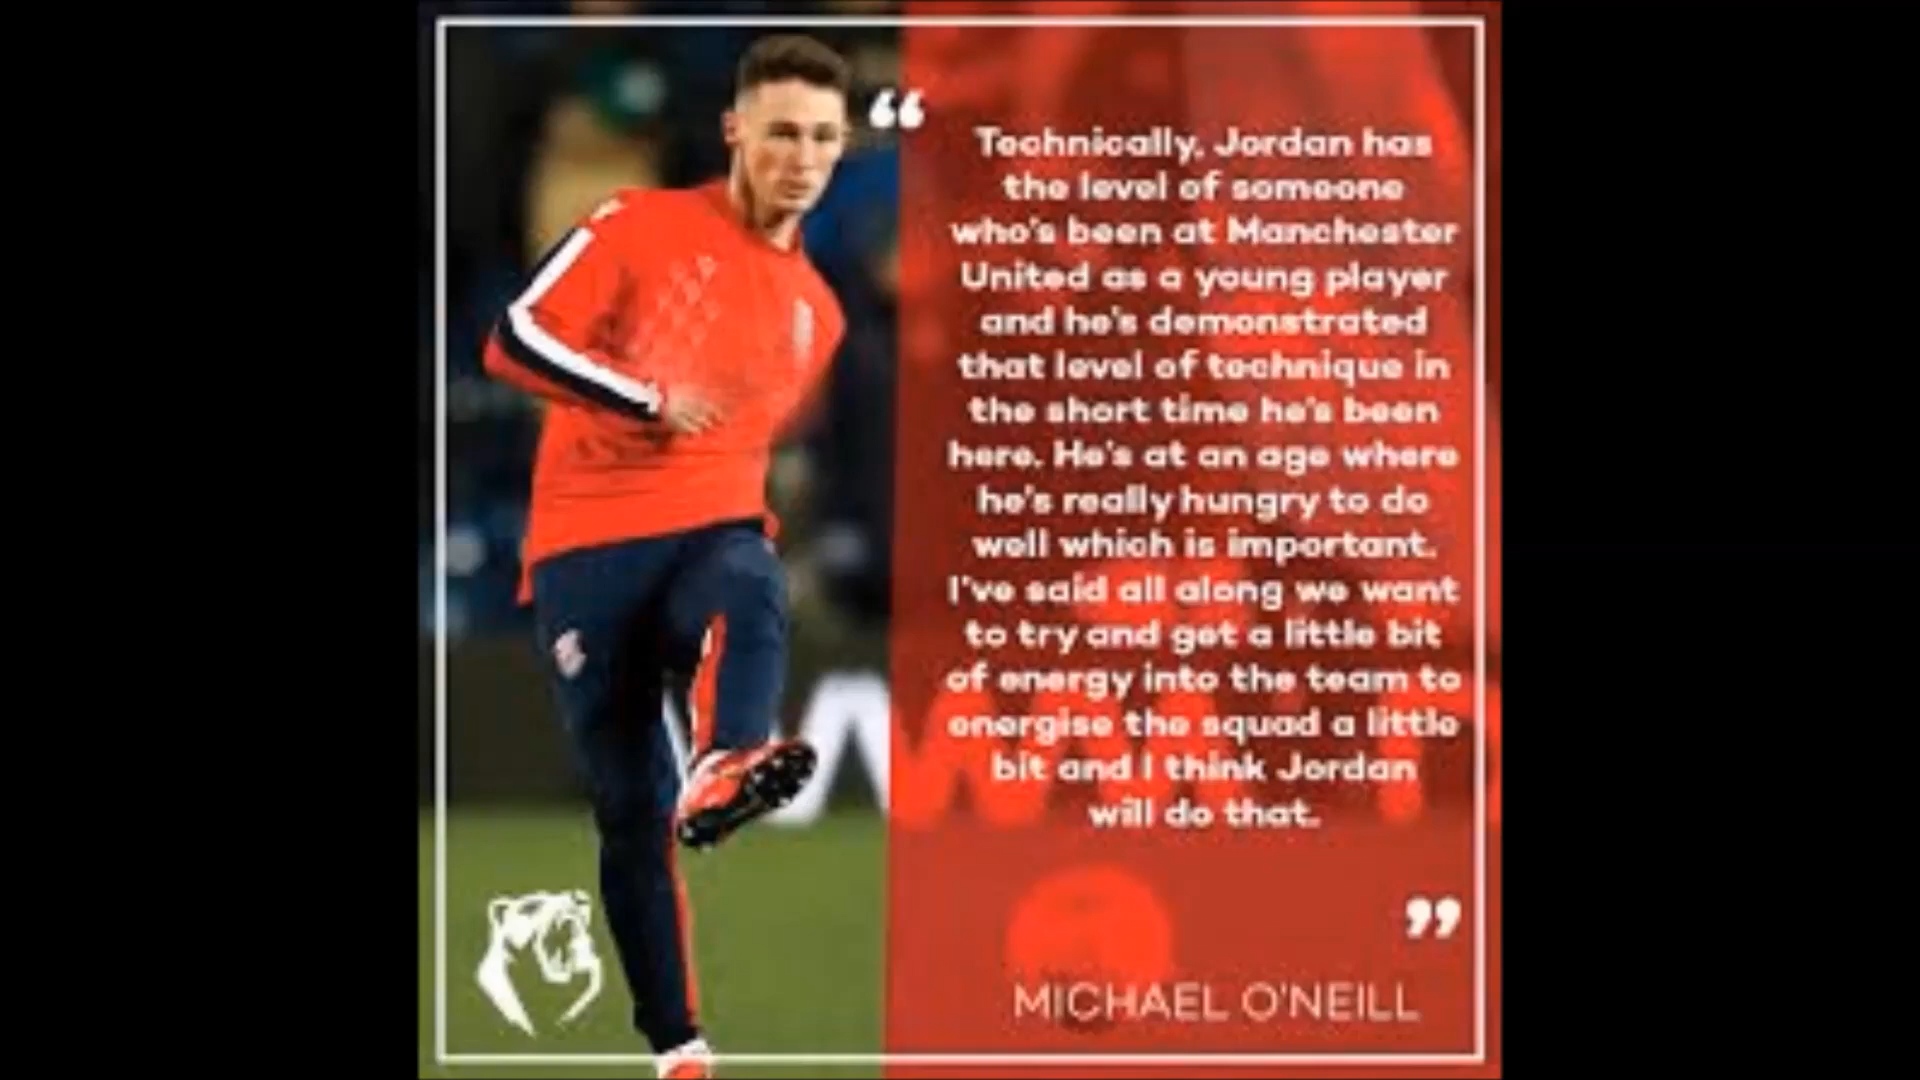 “
Technically, Jordan has
the level of someone
who's been at Manchester
United as a young player
and he's demonstrated
that level of technique in
the short time he's been
here. He's at an age where
he's really hungry to do
well which is important.
I've said all along we want
to try and get a little bit
of energy into the team to
energise the squad a little
bit and I think Jordan
will do that.
”
MICHAEL O'NEILL